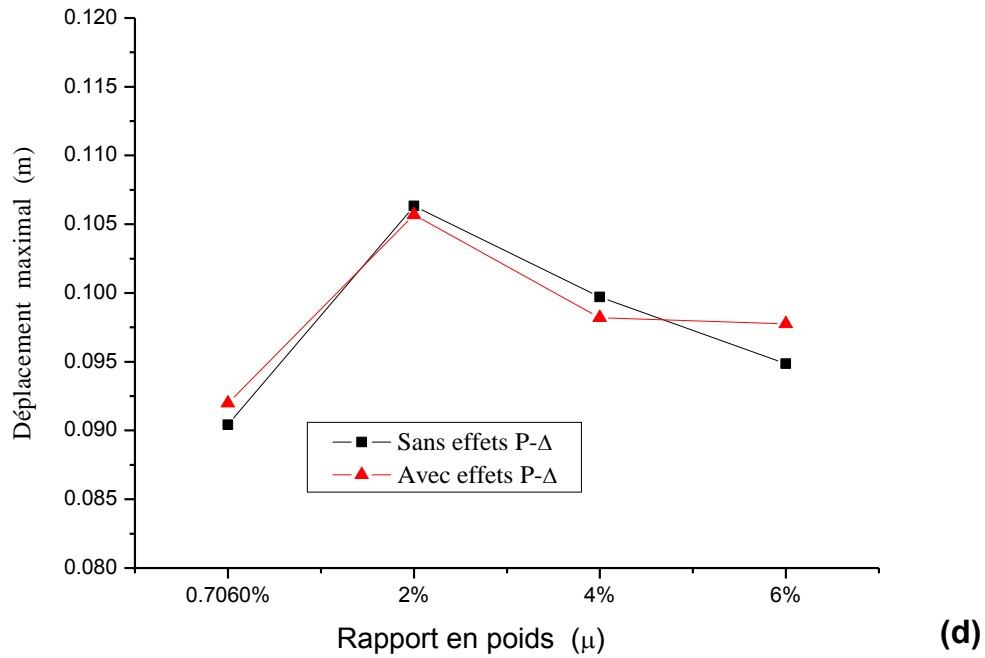 0.120
0.115
0.110
0.105
0.100
0.095
0.090
0.085
0.080
Déplacement maximal (m)
Sans effets P-Δ
Avec effets P-Δ
0.7060% 2% 4% 6%
Rapport en poids (μ)
(d)